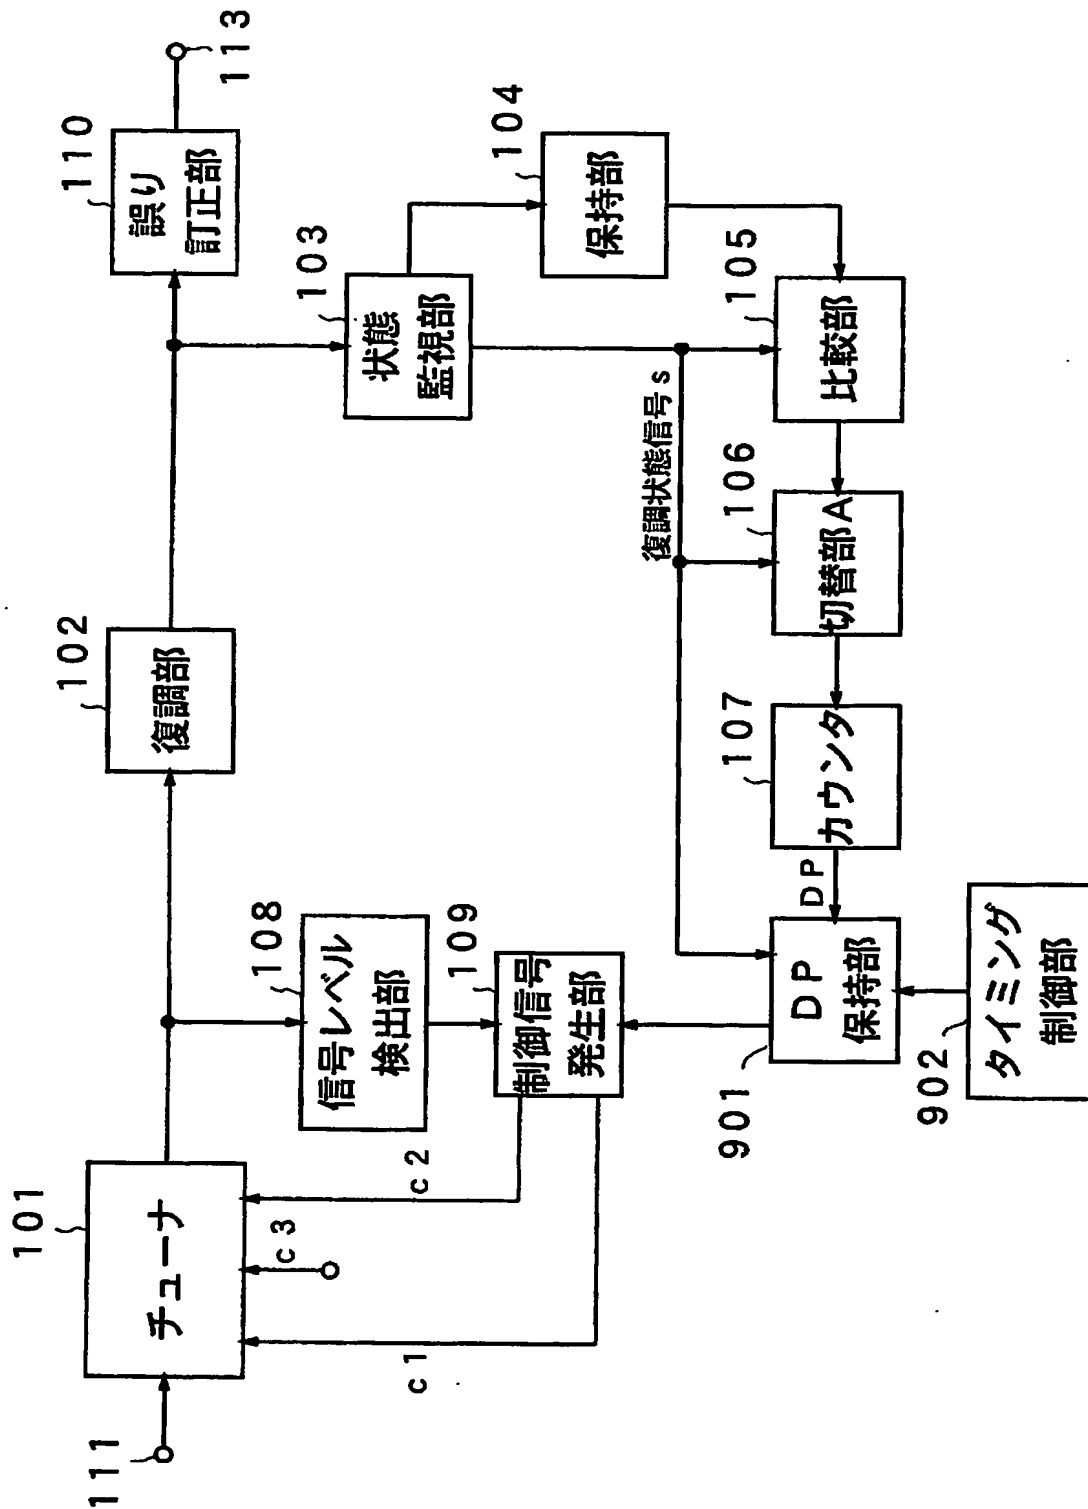 111
101
チューナ
c1
c3
c2
102
復調部
110
誤り
訂正部
113
108
信号レベル
検出部
109
制御信号
発生部
103
状態
監視部
104
保持部
復調状態信号s
105
比較部
106
切替部A
107
カウンタ
DP
901
DP
保持部
902
タイミング
制御部